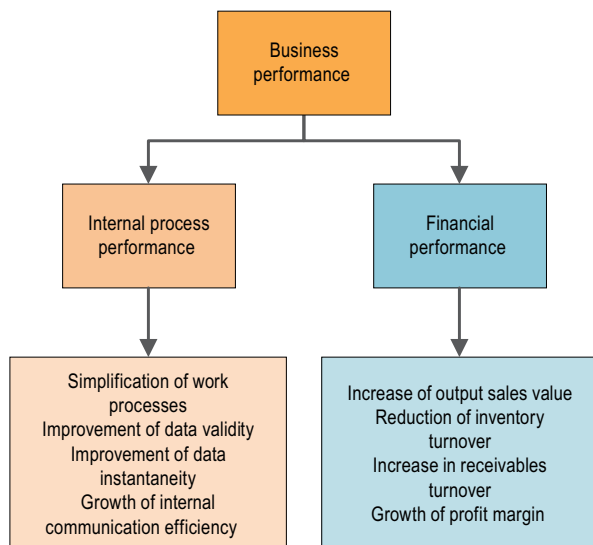 Business
performance
Internal process
performance
Financial
performance
Simplification of work
processes
Improvement of data validity
Improvement of data
instantaneity
Growth of internal
communication efficiency
Increase of output sales value
Reduction of inventory
turnover
Increase in receivables
turnover
Growth of profit margin